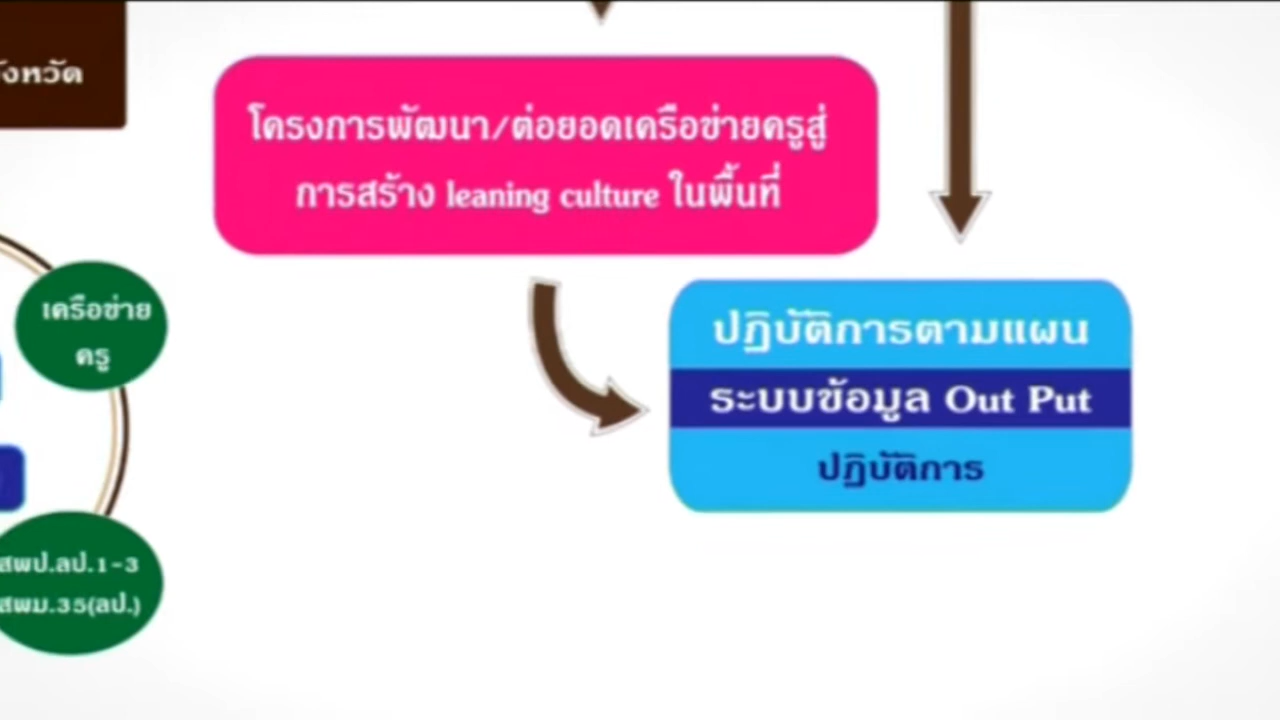 โครงการพัฒนา/ต่อยอดเครือข่ายครูสู่
การสร้าง leaning culture ในพื้นที่
เครือข่าย
ครู
ปฏิบัติการตามแผน
ระบบข้อมูล Out Put
ปฏิบัติการ
สพป.ลป.1-3
สพม.35(ลป.)